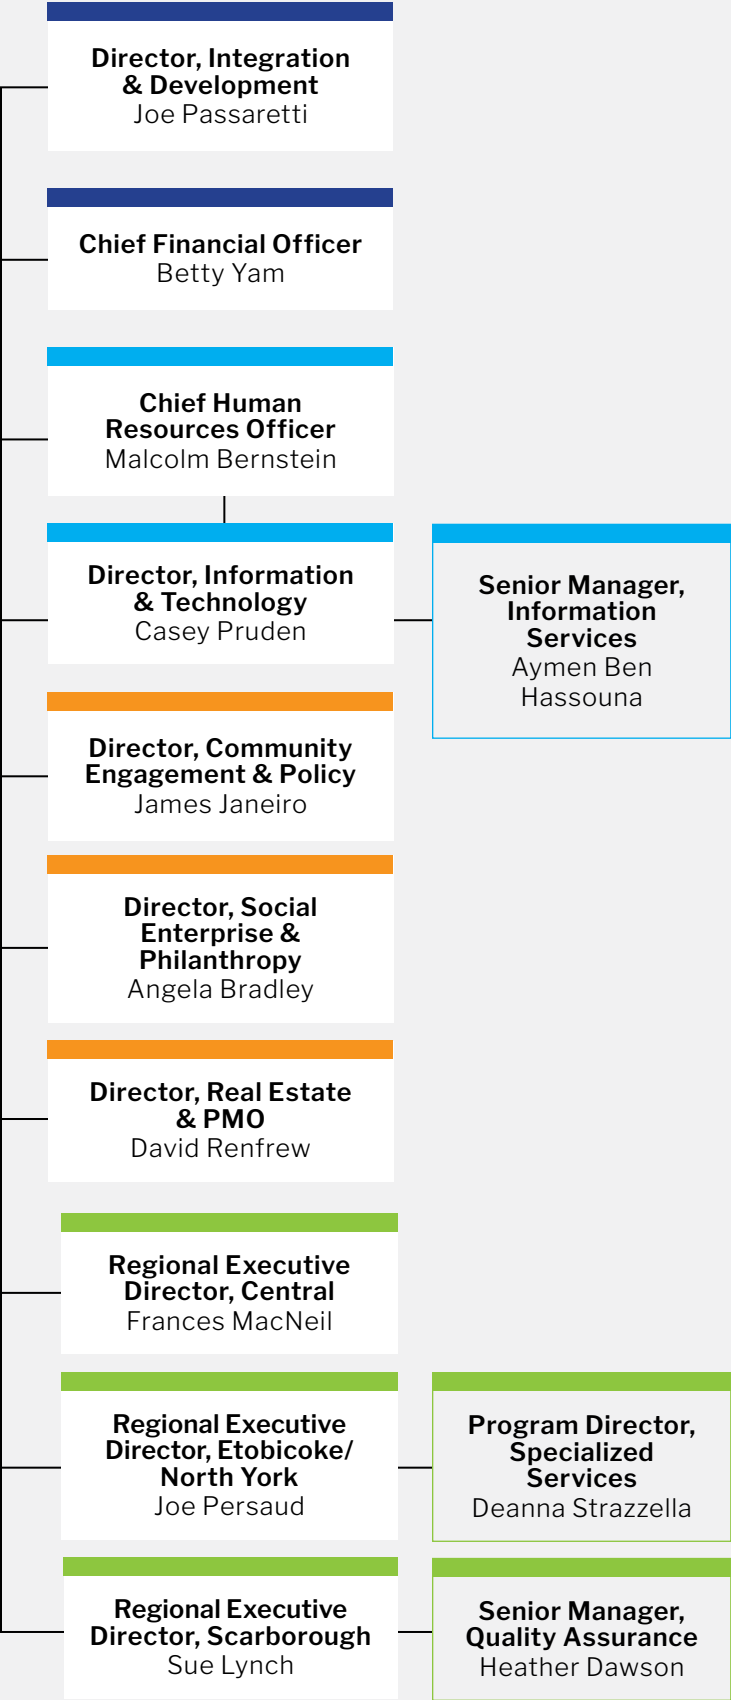 Director, Integration
& Development
Joe Passaretti
Chief Financial Officer
Betty Yam
Chief Human
Resources Officer
Malcolm Bernstein
Director, Information
& Technology
Casey Pruden
Senior Manager,
Information
Services
Aymen Ben
Hassouna
Director, Community
Engagement & Policy
James Janeiro
Director, Social
Enterprise &
Philanthropy
Angela Bradley
Director, Real Estate
& PMO
David Renfrew
Regional Executive
Director, Central
Frances MacNeil
Regional Executive
Director, Etobicoke/
North York
Joe Persaud
Program Director,
Specialized
Services
Deanna Strazzella
Regional Executive
Director, Scarborough
Sue Lynch
Senior Manager,
Quality Assurance
Heather Dawson